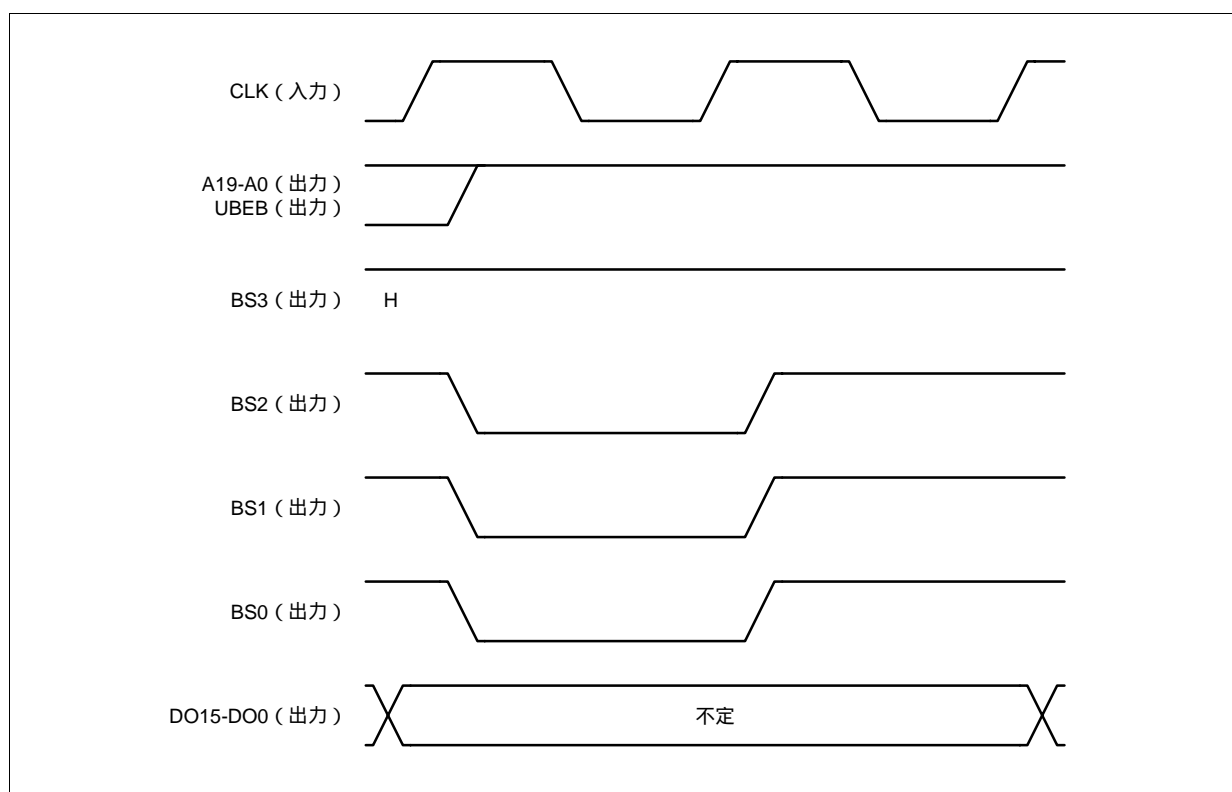 CLK（入力）
A19-A0（出力）
UBEB（出力）
BS3（出力） H
BS2（出力）
BS1（出力）
BS0（出力）
DO15-DO0（出力） 不定